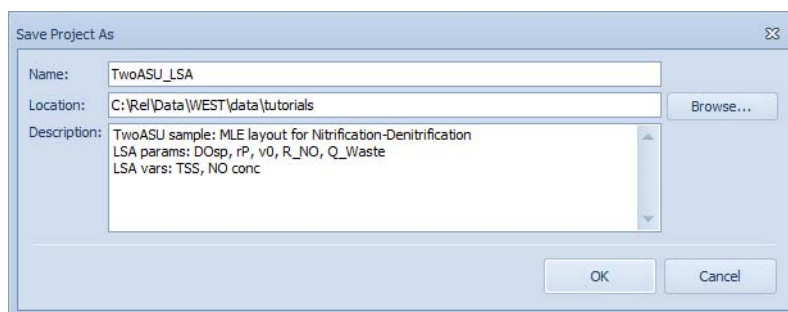 Save Project As
Name: TwoASU_LSA
Location: C:\Rel\Data\WEST\data\tutorials Browse...
Description: TwoASU sample: MLE layout for Nitrification-Denitrification
LSA params: DOsp, rP, v0, R_NO, Q_Waste
LSA vars: TSS, NO conc
OK Cancel